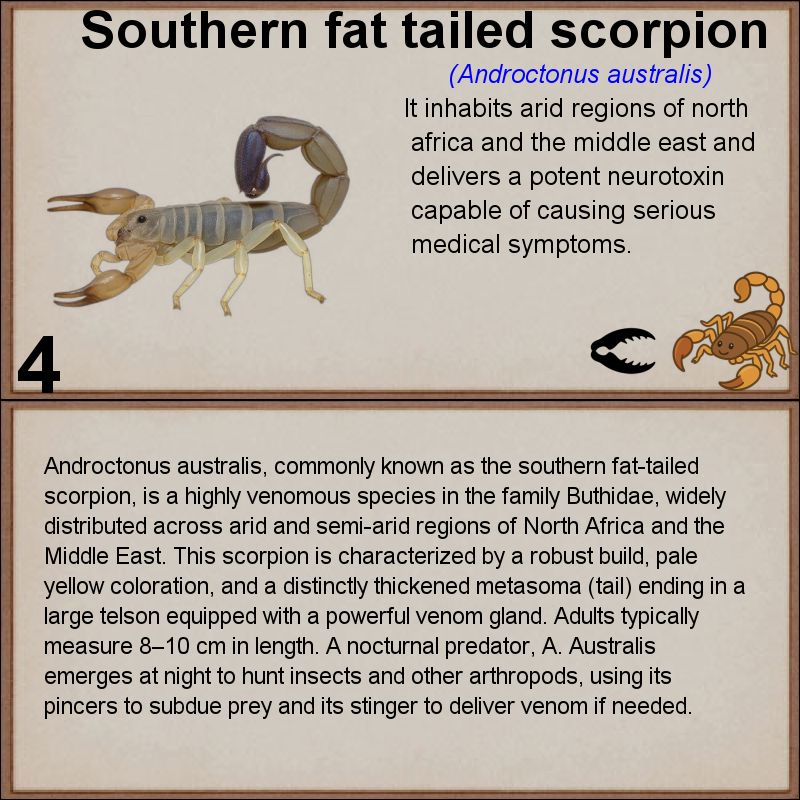 Southern fat tailed scorpion
(Androctonus australis)
It inhabits arid regions of north
africa and the middle east and
delivers a potent neurotoxin
capable of causing serious
medical symptoms.
4
Androctonus australis, commonly known as the southern fat-tailed
scorpion, is a highly venomous species in the family Buthidae, widely
distributed across arid and semi-arid regions of North Africa and the
Middle East. This scorpion is characterized by a robust build, pale
yellow coloration, and a distinctly thickened metasoma (tail) ending in a
large telson equipped with a powerful venom gland. Adults typically
measure 8–10 cm in length. A nocturnal predator, A. Australis
emerges at night to hunt insects and other arthropods, using its
pincers to subdue prey and its stinger to deliver venom if needed.